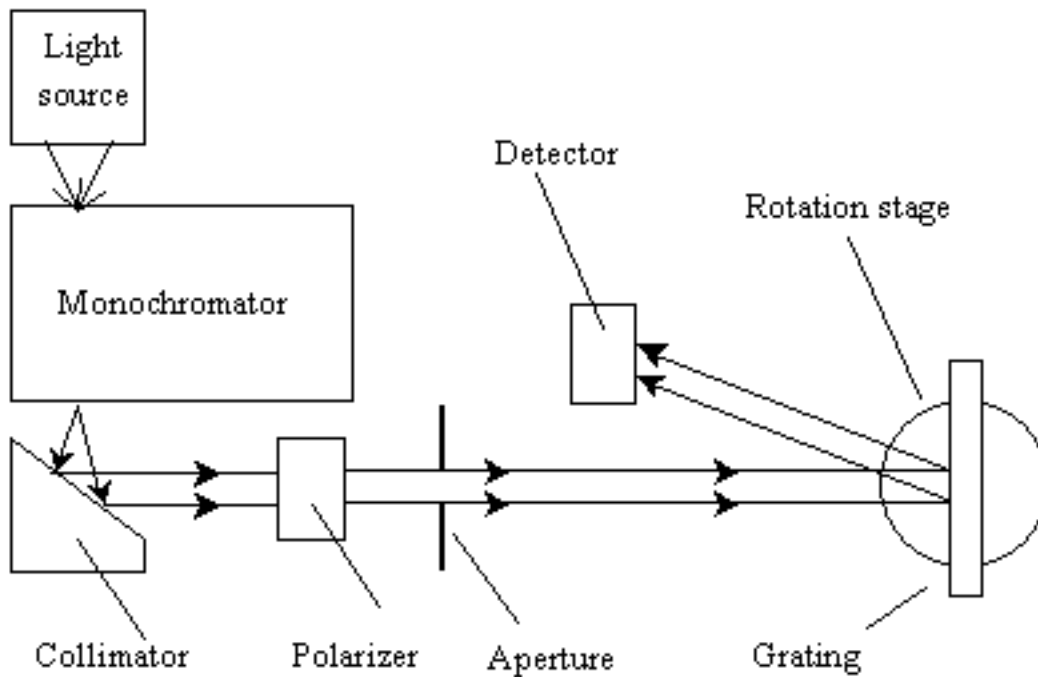 Light
source
Detector
Rotation stage
Monochromator
Collimator
Polarizer
Aperture
Grating